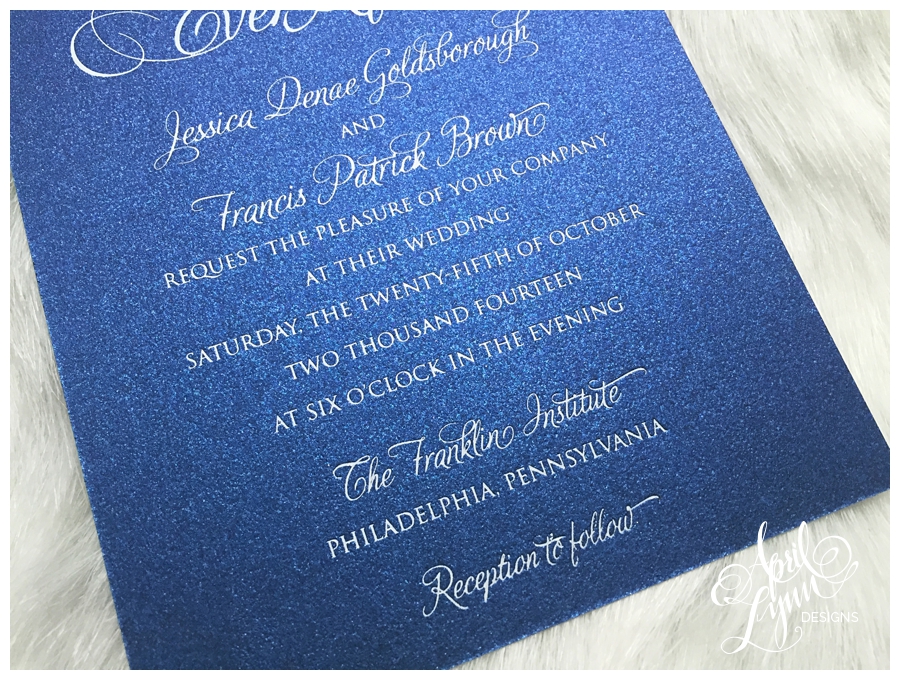 Ever
Jessica Denae Goldsborough
AND
Francis Patrick Brown
REQUEST THE PLEASURE OF YOUR COMPANY
AT THEIR WEDDING
SATURDAY, THE TWENTY-FIFTH OF OCTOBER
TWO THOUSAND FOURTEEN
AT SIX O'CLOCK IN THE EVENING
The Franklin Institute
PHILADELPHIA, PENNSYLVANIA
Reception to follow
April
Lynn
DESIGNS